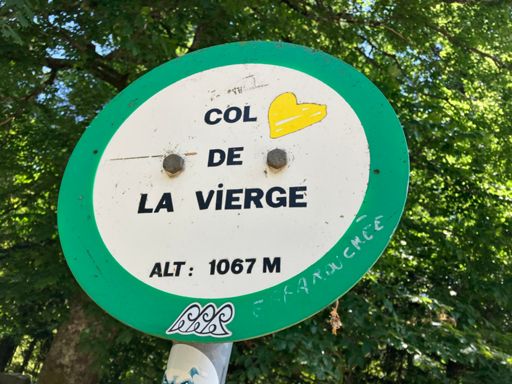 COL
DE
LA VIERGE
ALT: 1067 M